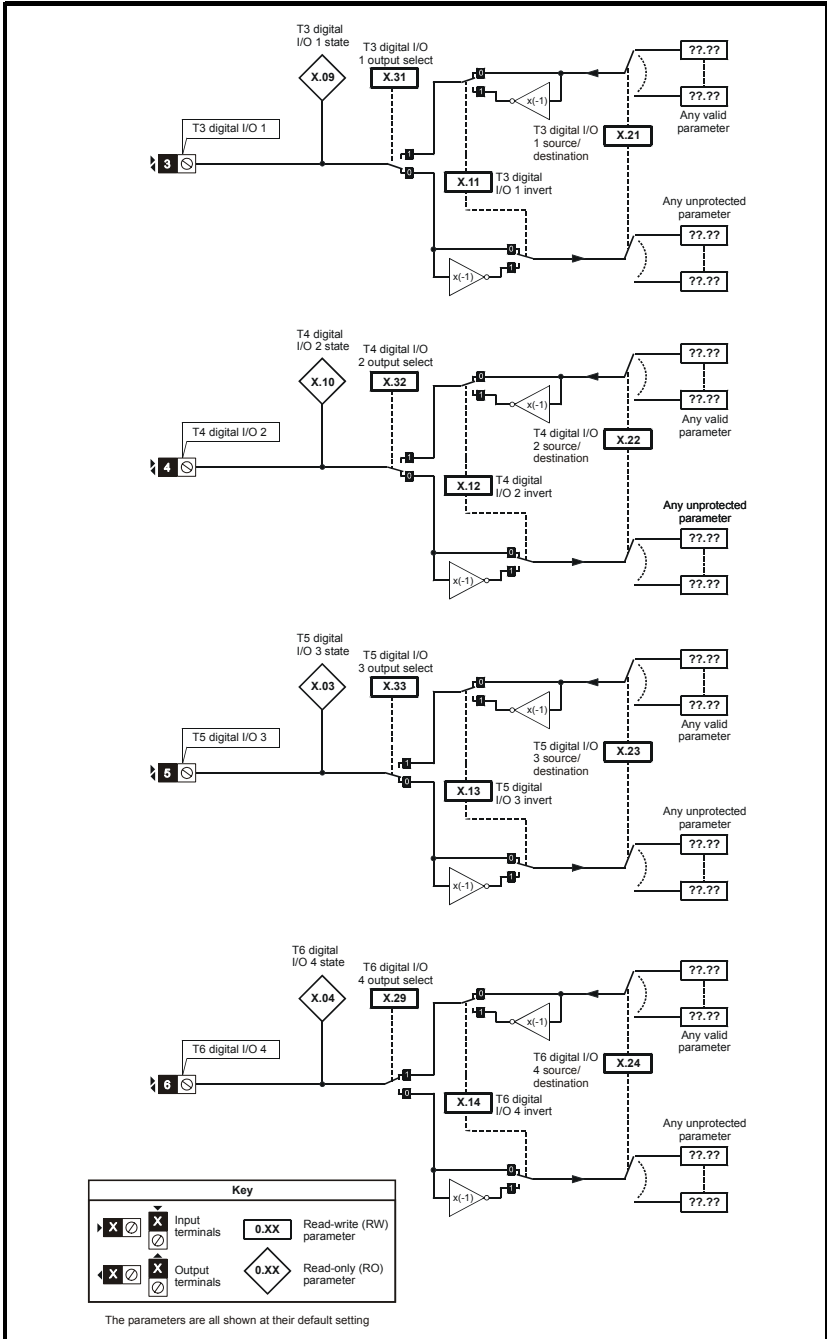 T3 digital
I/O 1 state
X.09
T3 digital I/O
1 output select
X.31
0
1
x(-1)
??.??
??.??
Any valid
parameter
T3 digital I/O 1
3
T3 digital I/O
1 source/
destination
X.21
1
0
X.11
T3 digital
I/O 1 invert
Any unprotected
parameter
??.??
??.??
0
1
x(-1)
T4 digital
I/O 2 state
X.10
T4 digital I/O
2 output select
X.32
0
1
x(-1)
??.??
??.??
Any valid
parameter
T4 digital I/O 2
4
T4 digital I/O
2 source/
destination
X.22
1
0
X.12
T4 digital
I/O 2 invert
Any unprotected
parameter
??.??
??.??
0
1
x(-1)
T5 digital
I/O 3 state
X.03
T5 digital I/O
3 output select
X.33
0
1
x(-1)
??.??
??.??
Any valid
parameter
T5 digital I/O 3
5
T5 digital I/O
3 source/
destination
X.23
1
0
X.13
T5 digital
I/O 3 invert
Any unprotected
parameter
??.??
??.??
0
1
x(-1)
T6 digital
I/O 4 state
X.04
T6 digital I/O
4 output select
X.29
0
1
x(-1)
??.??
??.??
Any valid
parameter
T6 digital I/O 4
6
T6 digital I/O
4 source/
destination
X.24
1
0
X.14
T6 digital
I/O 4 invert
Any unprotected
parameter
??.??
??.??
0
1
x(-1)
Key
X
X
Input
terminals
0.XX
Read-write (RW)
parameter
X
X
Output
terminals
0.XX
Read-only (RO)
parameter
The parameters are all shown at their default setting